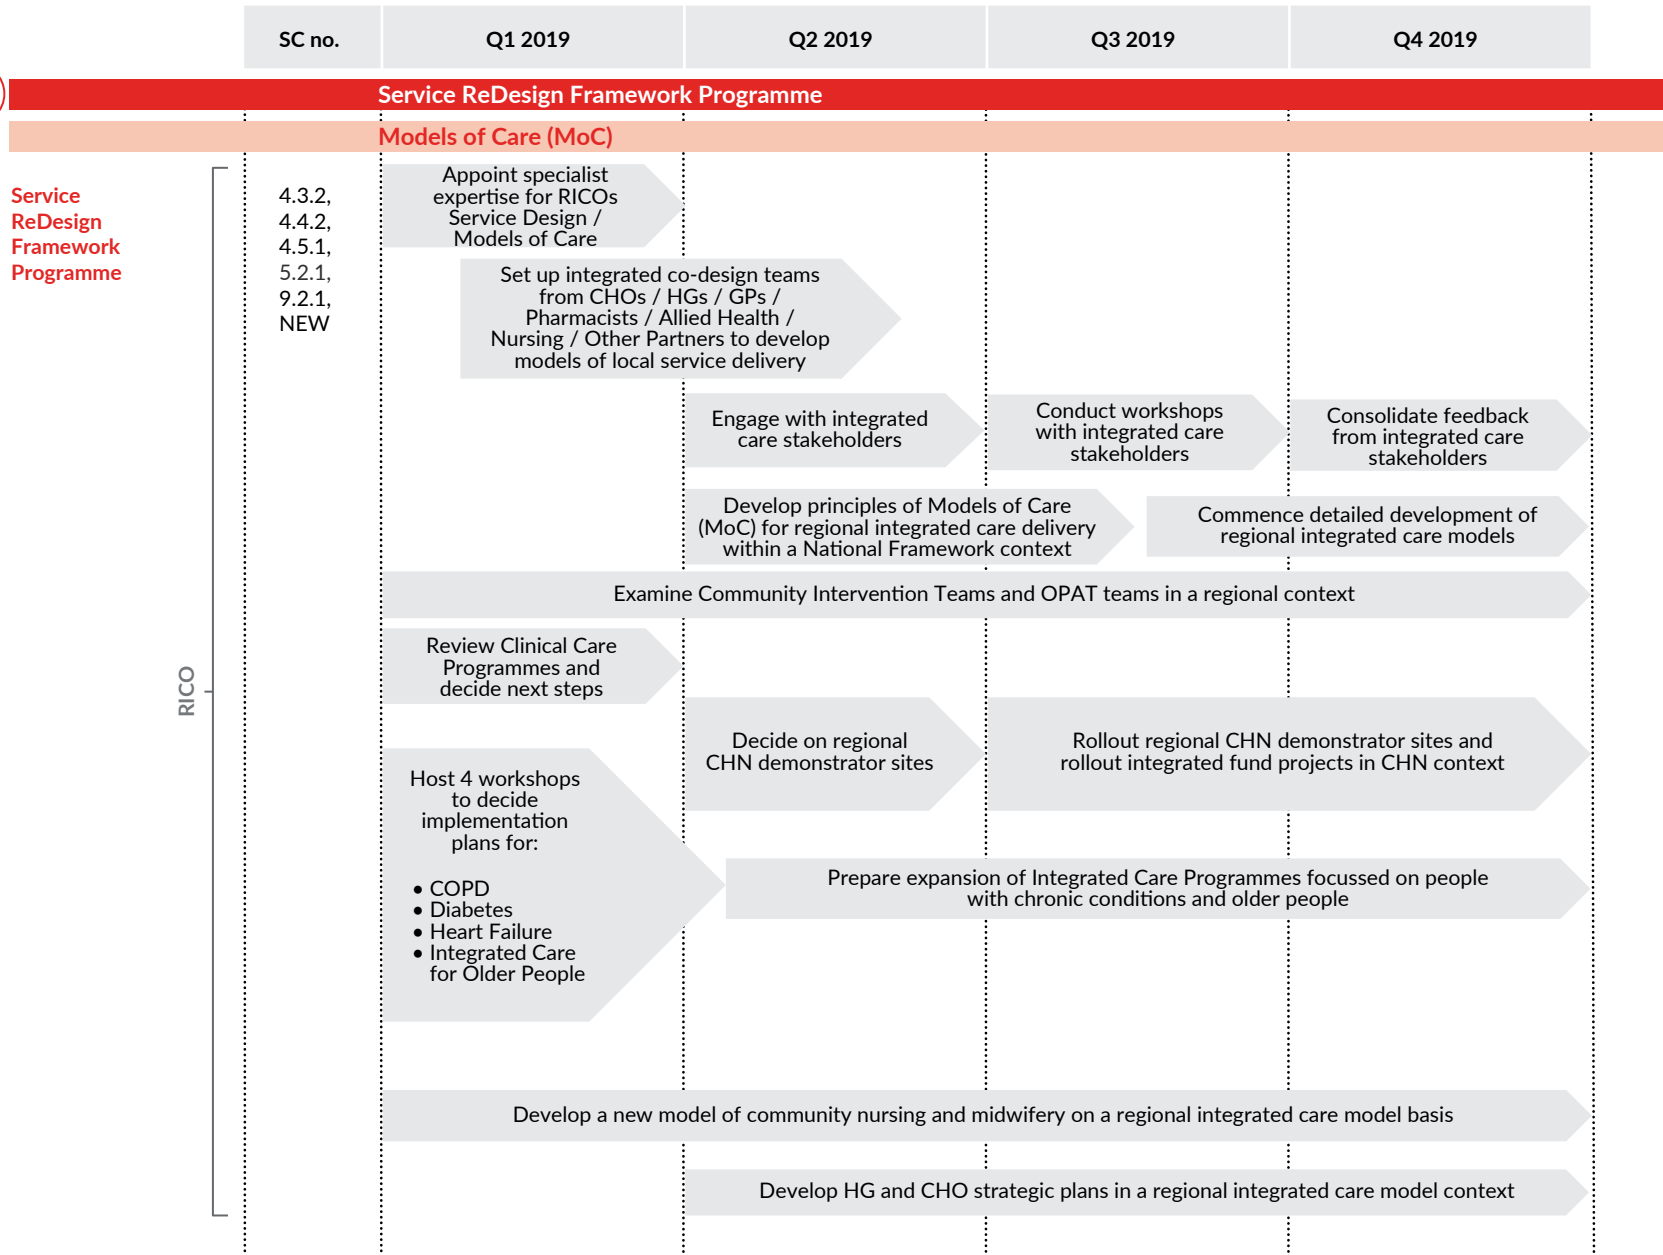 SC no.
Q1 2019
Q2 2019
Q3 2019
Q4 2019
Service ReDesign Framework Programme
Models of Care (MoC)
Service
ReDesign
Framework
Programme
RICO
4.3.2,
4.4.2,
4.5.1,
5.2.1,
9.2.1,
NEW
Appoint specialist
expertise for RICOs
Service Design /
Models of Care
Set up integrated co-design teams
from CHOs / HGs / GPs /
Pharmacists / Allied Health /
Nursing / Other Partners to develop
models of local service delivery
Engage with integrated
care stakeholders
Conduct workshops
with integrated care
stakeholders
Consolidate feedback
from integrated care
stakeholders
Develop principles of Models of Care
(MoC) for regional integrated care delivery
within a National Framework context
Commence detailed development of
regional integrated care models
Examine Community Intervention Teams and OPAT teams in a regional context
Review Clinical Care
Programmes and
decide next steps
Decide on regional
CHN demonstrator sites
Rollout regional CHN demonstrator sites and
rollout integrated fund projects in CHN context
Host 4 workshops
to decide
implementation
plans for:
• COPD
• Diabetes
• Heart Failure
• Integrated Care
for Older People
Prepare expansion of Integrated Care Programmes focussed on people
with chronic conditions and older people
Develop a new model of community nursing and midwifery on a regional integrated care model basis
Develop HG and CHO strategic plans in a regional integrated care model context